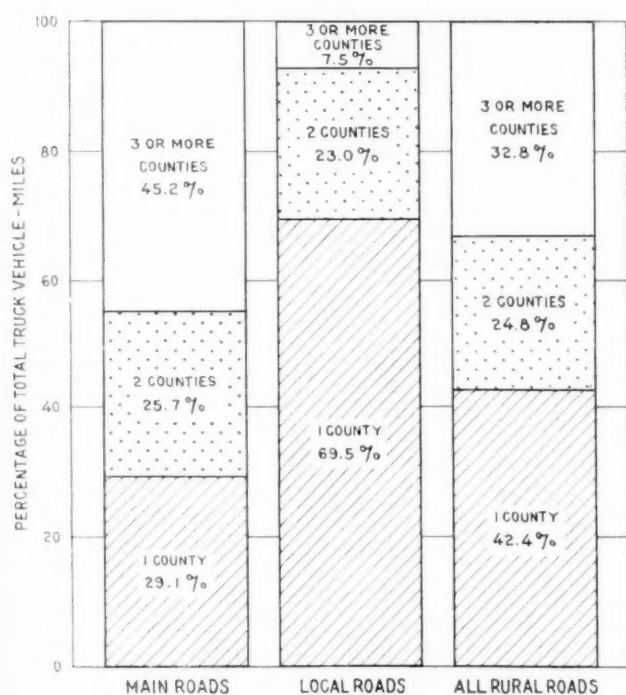 PERCENTAGE OF TOTAL TRUCK VEHICLE-MILES
100
80
60
40
20
0
3 OR MORE
COUNTIES
45.2%
2 COUNTIES
25.7%
1 COUNTY
29.1%
MAIN ROADS
3 OR MORE
COUNTIES
7.5%
2 COUNTIES
23.0%
1 COUNTY
69.5%
LOCAL ROADS
3 OR MORE
COUNTIES
32.8%
2 COUNTIES
24.8%
1 COUNTY
42.4%
ALL RURAL ROADS